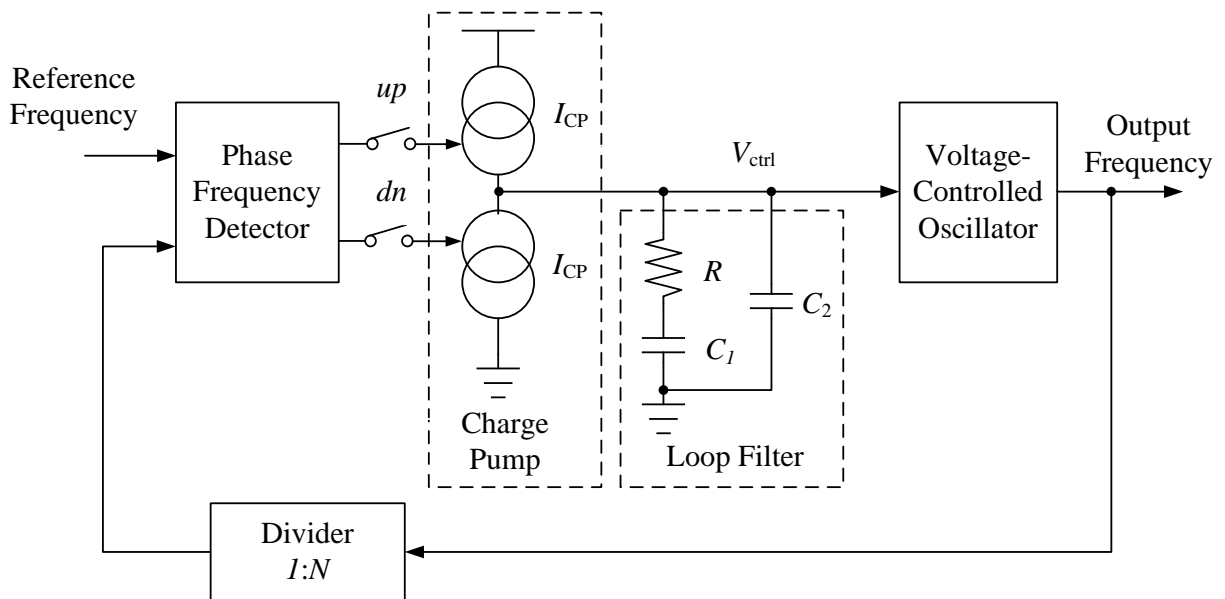 Reference
Frequency
Phase
Frequency
Detector
up
dn
I_CP
I_CP
Charge
Pump
V_ctrl
R
C_1
C_2
Loop Filter
Voltage-
Controlled
Oscillator
Output
Frequency
Divider
1:N